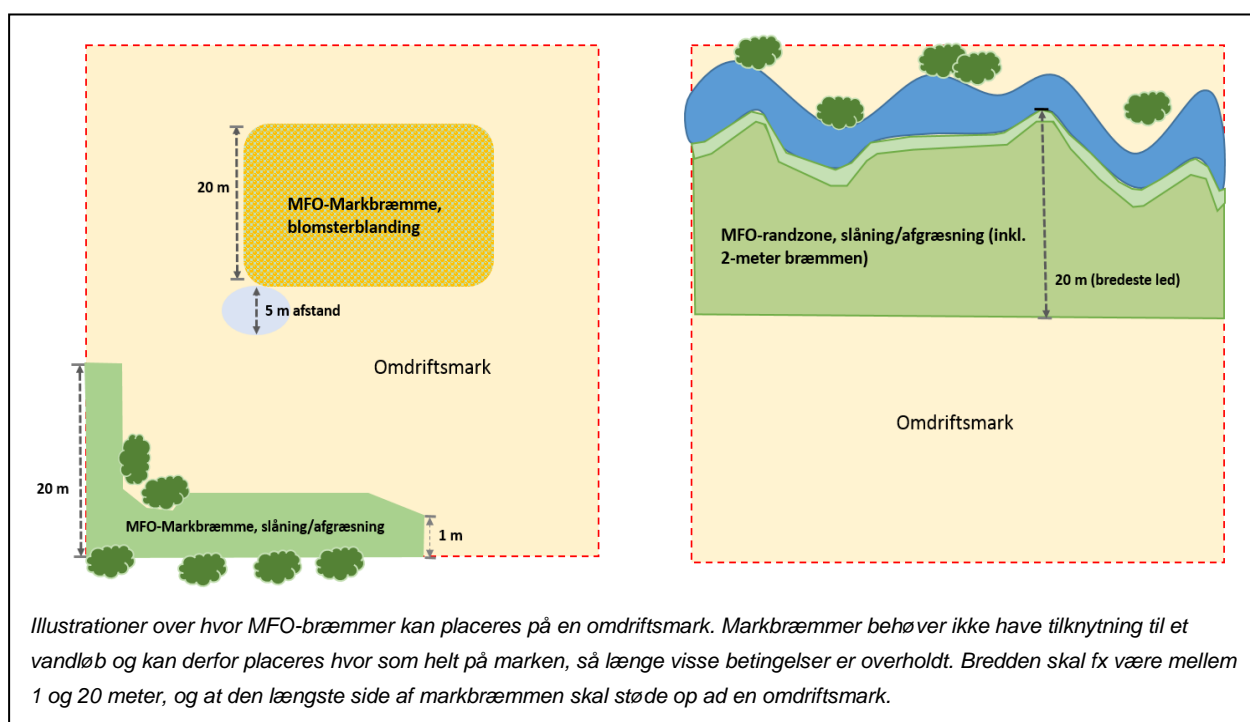 20 m
MFO-Markbræmme,
blomsterblanding
5 m afstand
Omdriftsmark
20 m
MFO-Markbræmme, slåning/afgræsning
1 m
MFO-randzone, slåning/afgræsning (inkl.
2-meter bræmmen)
20 m (bredeste led)
Omdriftsmark
Illustrationer over hvor MFO-bræmmer kan placeres på en omdriftsmark. Markbræmmer behøver ikke have tilknytning til et
vandløb og kan derfor placeres hvor som helst på marken, så længe visse betingelser er overholdt. Bredden skal fx være mellem
1 og 20 meter, og at den længste side af markbræmmen skal støde op ad en omdriftsmark.